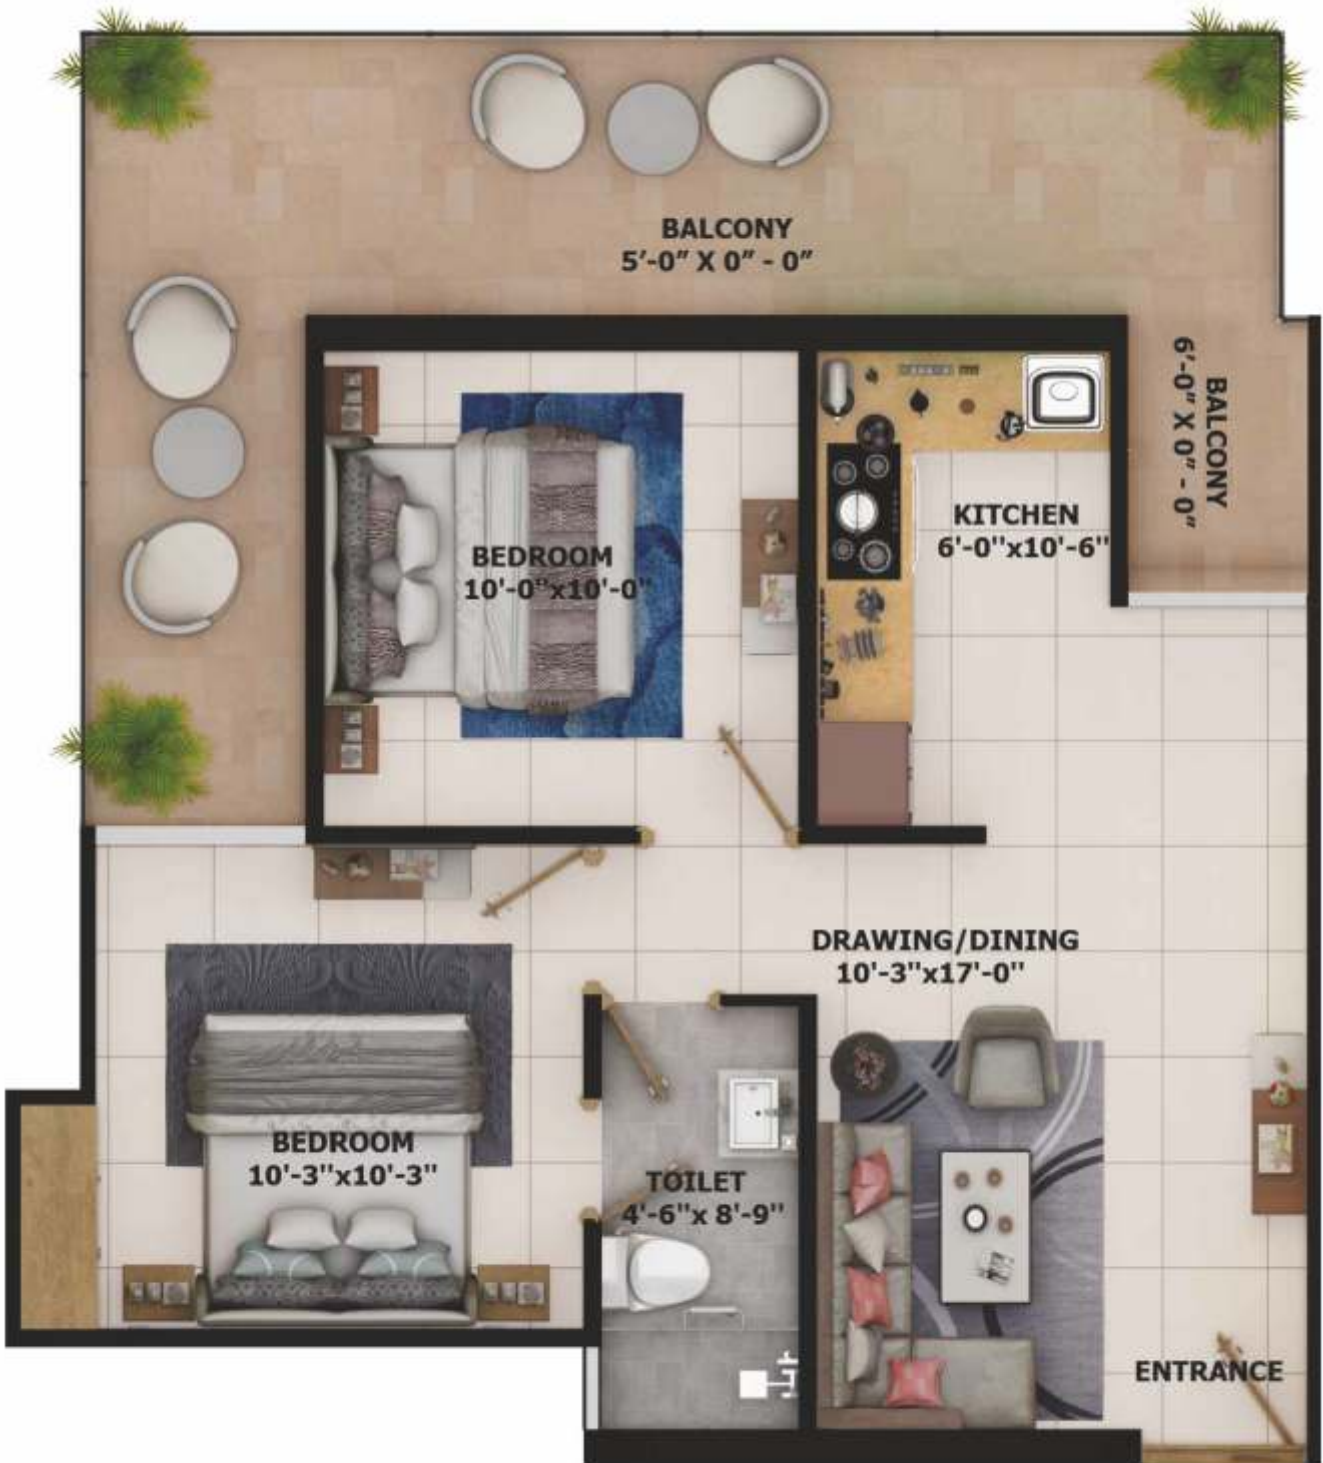 BALCONY
5’-0” X 0” - 0”
BALCONY
6’-0” X 0” - 0”
KITCHEN
6'-0''x10'-6''
BEDROOM
10'-0''x10'-0''
DRAWING/DINING
10'-3''x17'-0''
BEDROOM
10'-3''x10'-3''
TOILET
4'-6''x 8'-9''
ENTRANCE